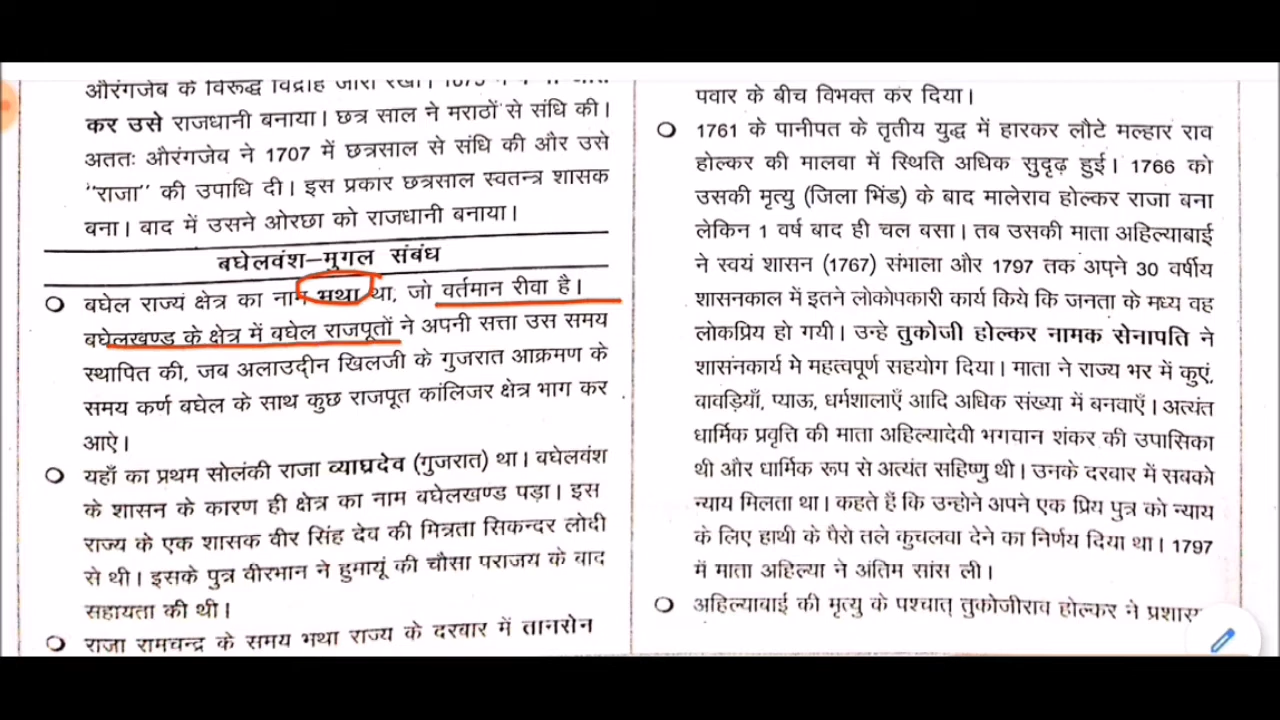 औरंगजेब के विरूद्ध विद्रोह जारी रखा। 1675 में
कर उसे राजधानी बनाया। छत्र साल ने मराठों से संधि की।
अततः औरंगजेब ने 1707 में छत्रसाल से संधि की और उसे
"राजा" की उपाधि दी। इस प्रकार छत्रसाल स्वतन्त्र शासक
बना। बाद में उसने ओरछा को राजधानी बनाया।
बघेलवंश–मुगल संबंध
बघेल राज्य क्षेत्र का नाम भथा था, जो वर्तमान रीवा है।
बघेलखण्ड के क्षेत्र में बघेल राजपूतों ने अपनी सत्ता उस समय
स्थापित की, जब अलाउद्दीन खिलजी के गुजरात आक्रमण के
समय कर्ण बघेल के साथ कुछ राजपूत कांलिजर क्षेत्र भाग कर
आऐ।
यहाँ का प्रथम सोलंकी राजा व्याघ्रदेव (गुजरात) था। बघेलवंश
के शासन के कारण ही क्षेत्र का नाम बघेलखण्ड पड़ा। इस
राज्य के एक शासक वीर सिंह देव की मित्रता सिकन्दर लोदी
से थी। इसके पुत्र वीरभान ने हुमायूं की चौसा पराजय के बाद
सहायता की थी।
राजा रामचन्द्र के समय भथा राज्य के दरबार में तानसेन
पवार के बीच विभक्त कर दिया।
1761 के पानीपत के तृतीय युद्ध में हारकर लौटे मल्हार राव
होल्कर की मालवा में स्थिति अधिक सुदृढ़ हुई। 1766 को
उसकी मृत्यु (जिला भिंड) के बाद मालेराव होल्कर राजा बना
लेकिन 1 वर्ष बाद ही चल बसा। तब उसकी माता अहिल्याबाई
ने स्वयं शासन (1767) संभाला और 1797 तक अपने 30 वर्षीय
शासनकाल में इतने लोकोपकारी कार्य किये कि जनता के मध्य वह
लोकप्रिय हो गयी। उन्हे तुकोजी होल्कर नामक सेनापति ने
शासनकार्य मे महत्वपूर्ण सहयोग दिया। माता ने राज्य भर में कुएं,
बावड़ियाँ, प्याऊ, धर्मशालाएँ आदि अधिक संख्या में बनवाएँ। अत्यंत
धार्मिक प्रवृत्ति की माता अहिल्यादेवी भगवान शंकर की उपासिका
थी और धार्मिक रूप से अत्यंत सहिष्णु थी। उनके दरबार में सबको
न्याय मिलता था। कहते हैं कि उन्होने अपने एक प्रिय पुत्र को न्याय
के लिए हाथी के पैरो तले कुचलवा देने का निर्णय दिया था। 1797
में माता अहिल्या ने अंतिम सांस ली।
अहिल्याबाई की मृत्यु के पश्चात् तुकोजीराव होल्कर ने